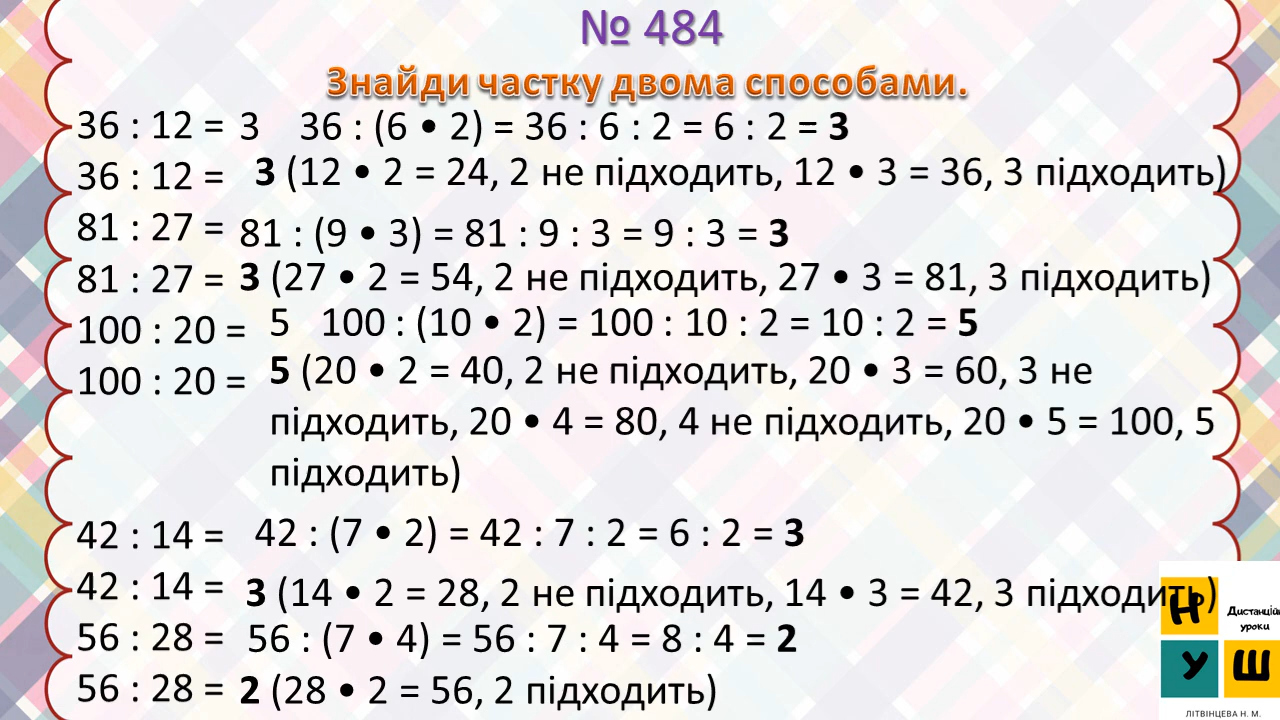 № 484
Знайди частку двома способами.
36 : 12 = 3 36 : (6 • 2) = 36 : 6 : 2 = 6 : 2 = 3
36 : 12 = 3 (12 • 2 = 24, 2 не підходить, 12 • 3 = 36, 3 підходить)
81 : 27 = 81 : (9 • 3) = 81 : 9 : 3 = 9 : 3 = 3
81 : 27 = 3 (27 • 2 = 54, 2 не підходить, 27 • 3 = 81, 3 підходить)
100 : 20 = 5 100 : (10 • 2) = 100 : 10 : 2 = 10 : 2 = 5
100 : 20 = 5 (20 • 2 = 40, 2 не підходить, 20 • 3 = 60, 3 не
підходить, 20 • 4 = 80, 4 не підходить, 20 • 5 = 100, 5
підходить)
42 : 14 = 42 : (7 • 2) = 42 : 7 : 2 = 6 : 2 = 3
42 : 14 = 3 (14 • 2 = 28, 2 не підходить, 14 • 3 = 42, 3 підходить)
56 : 28 = 56 : (7 • 4) = 56 : 7 : 4 = 8 : 4 = 2
56 : 28 = 2 (28 • 2 = 56, 2 підходить)
Н
Дистанцій
уроки
У Ш
ЛІТВІНЦЕВА Н. М.